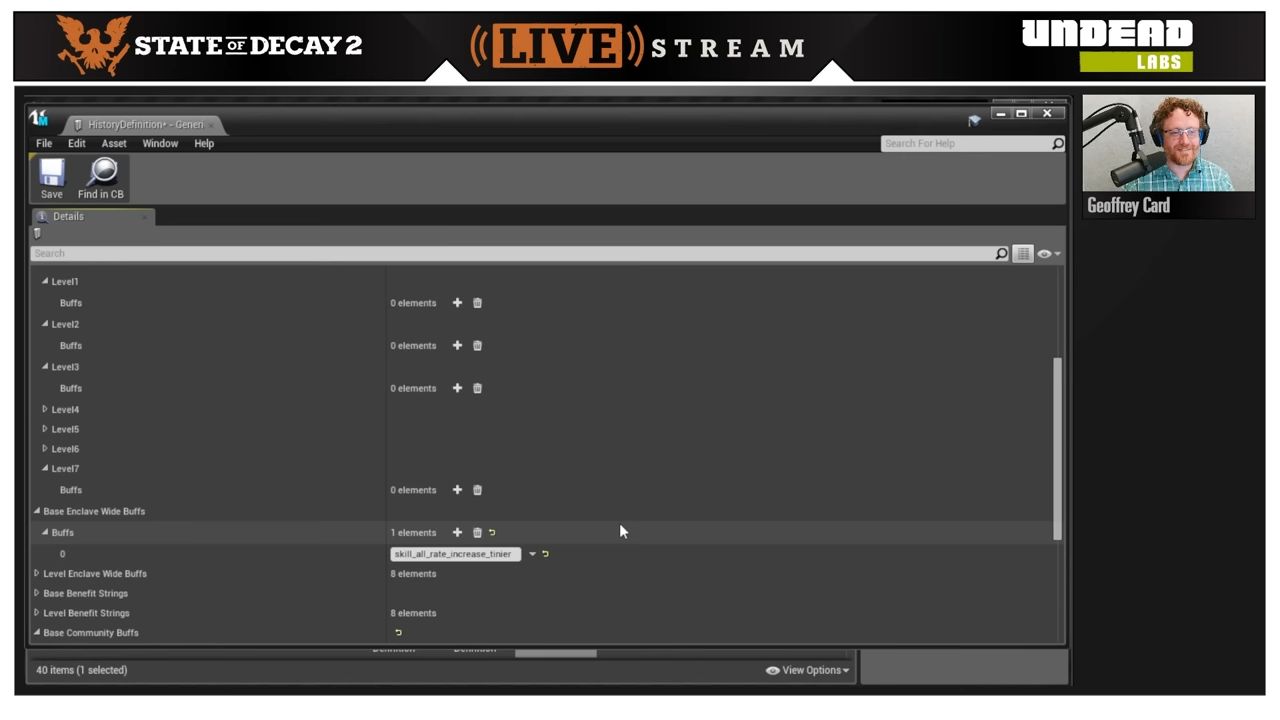 STATE OF DECAY 2
LIVE STREAM
UNDEAD
LABS
HistoryDefinition* - Generi
File Edit Asset Window Help
Search For Help
Save Find in CB
Details
Search
Level1
Buffs 0 elements
Level2
Buffs 0 elements
Level3
Buffs 0 elements
Level4
Level5
Level6
Level7
Buffs 0 elements
Base Enclave Wide Buffs
Buffs 1 elements
0 skill_all_rate_increase_tinier
Level Enclave Wide Buffs 8 elements
Base Benefit Strings
Level Benefit Strings 8 elements
Base Community Buffs
40 items (1 selected) View Options
Geoffrey Card